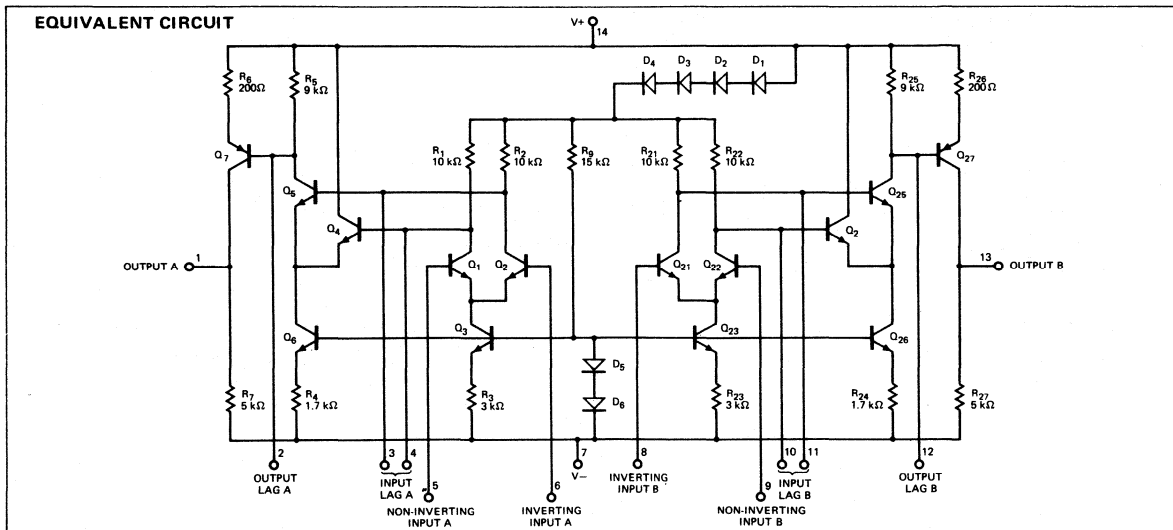 EQUIVALENT CIRCUIT
V+
14
D4 D3 D2 D1
R6
200Ω
R5
9 kΩ
R25
9 kΩ
R26
200Ω
R1
10 kΩ
R2
10 kΩ
R9
15 kΩ
R21
10 kΩ
R22
10 kΩ
Q7
Q27
Q5
Q25
Q4
Q2
1
OUTPUT A
Q1
Q2
Q21
Q22
13
OUTPUT B
Q6
Q3
Q23
Q26
D5
D6
R7
5 kΩ
R4
1.7 kΩ
R3
3 kΩ
R23
3 kΩ
R24
1.7 kΩ
R27
5 kΩ
2
OUTPUT
LAG A
3 4
INPUT
LAG A
5
NON-INVERTING
INPUT A
6
INVERTING
INPUT A
7
V−
8
INVERTING
INPUT B
9
NON-INVERTING
INPUT B
10 11
INPUT
LAG B
12
OUTPUT
LAG B